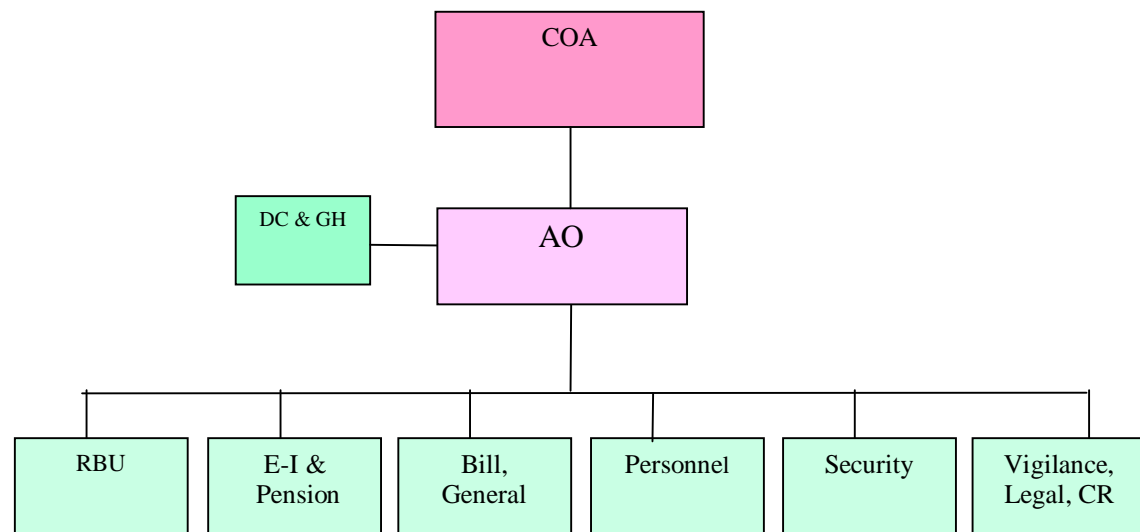 COA
DC & GH
AO
RBU
E-I &
Pension
Bill,
General
Personnel
Security
Vigilance,
Legal, CR